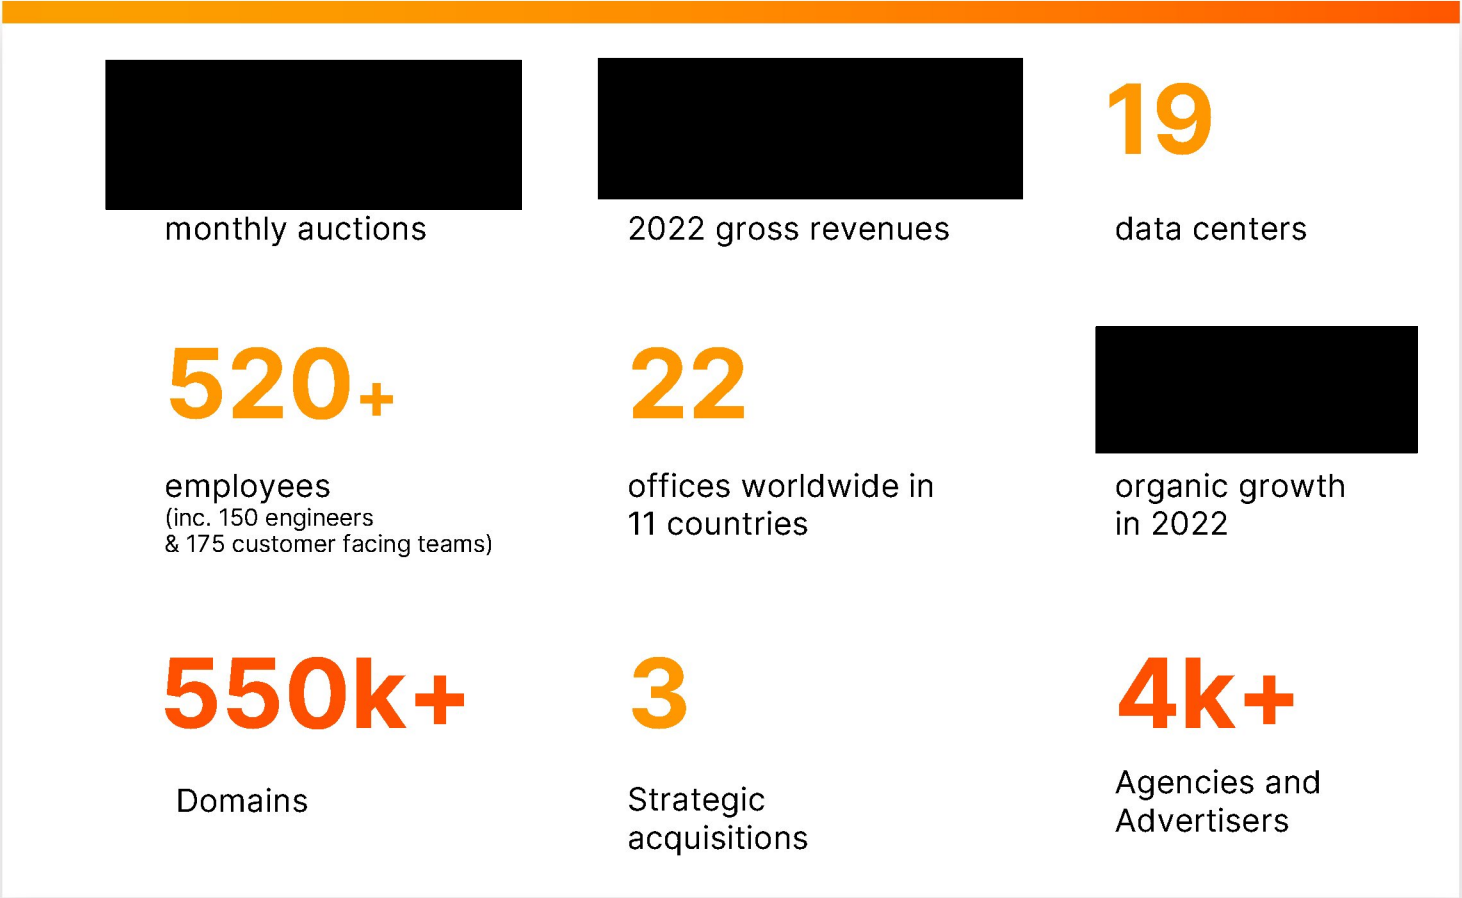 monthly auctions
2022 gross revenues
19
data centers
520+
employees
(inc. 150 engineers
& 175 customer facing teams)
22
offices worldwide in
11 countries
organic growth
in 2022
550k+
Domains
3
Strategic
acquisitions
4k+
Agencies and
Advertisers